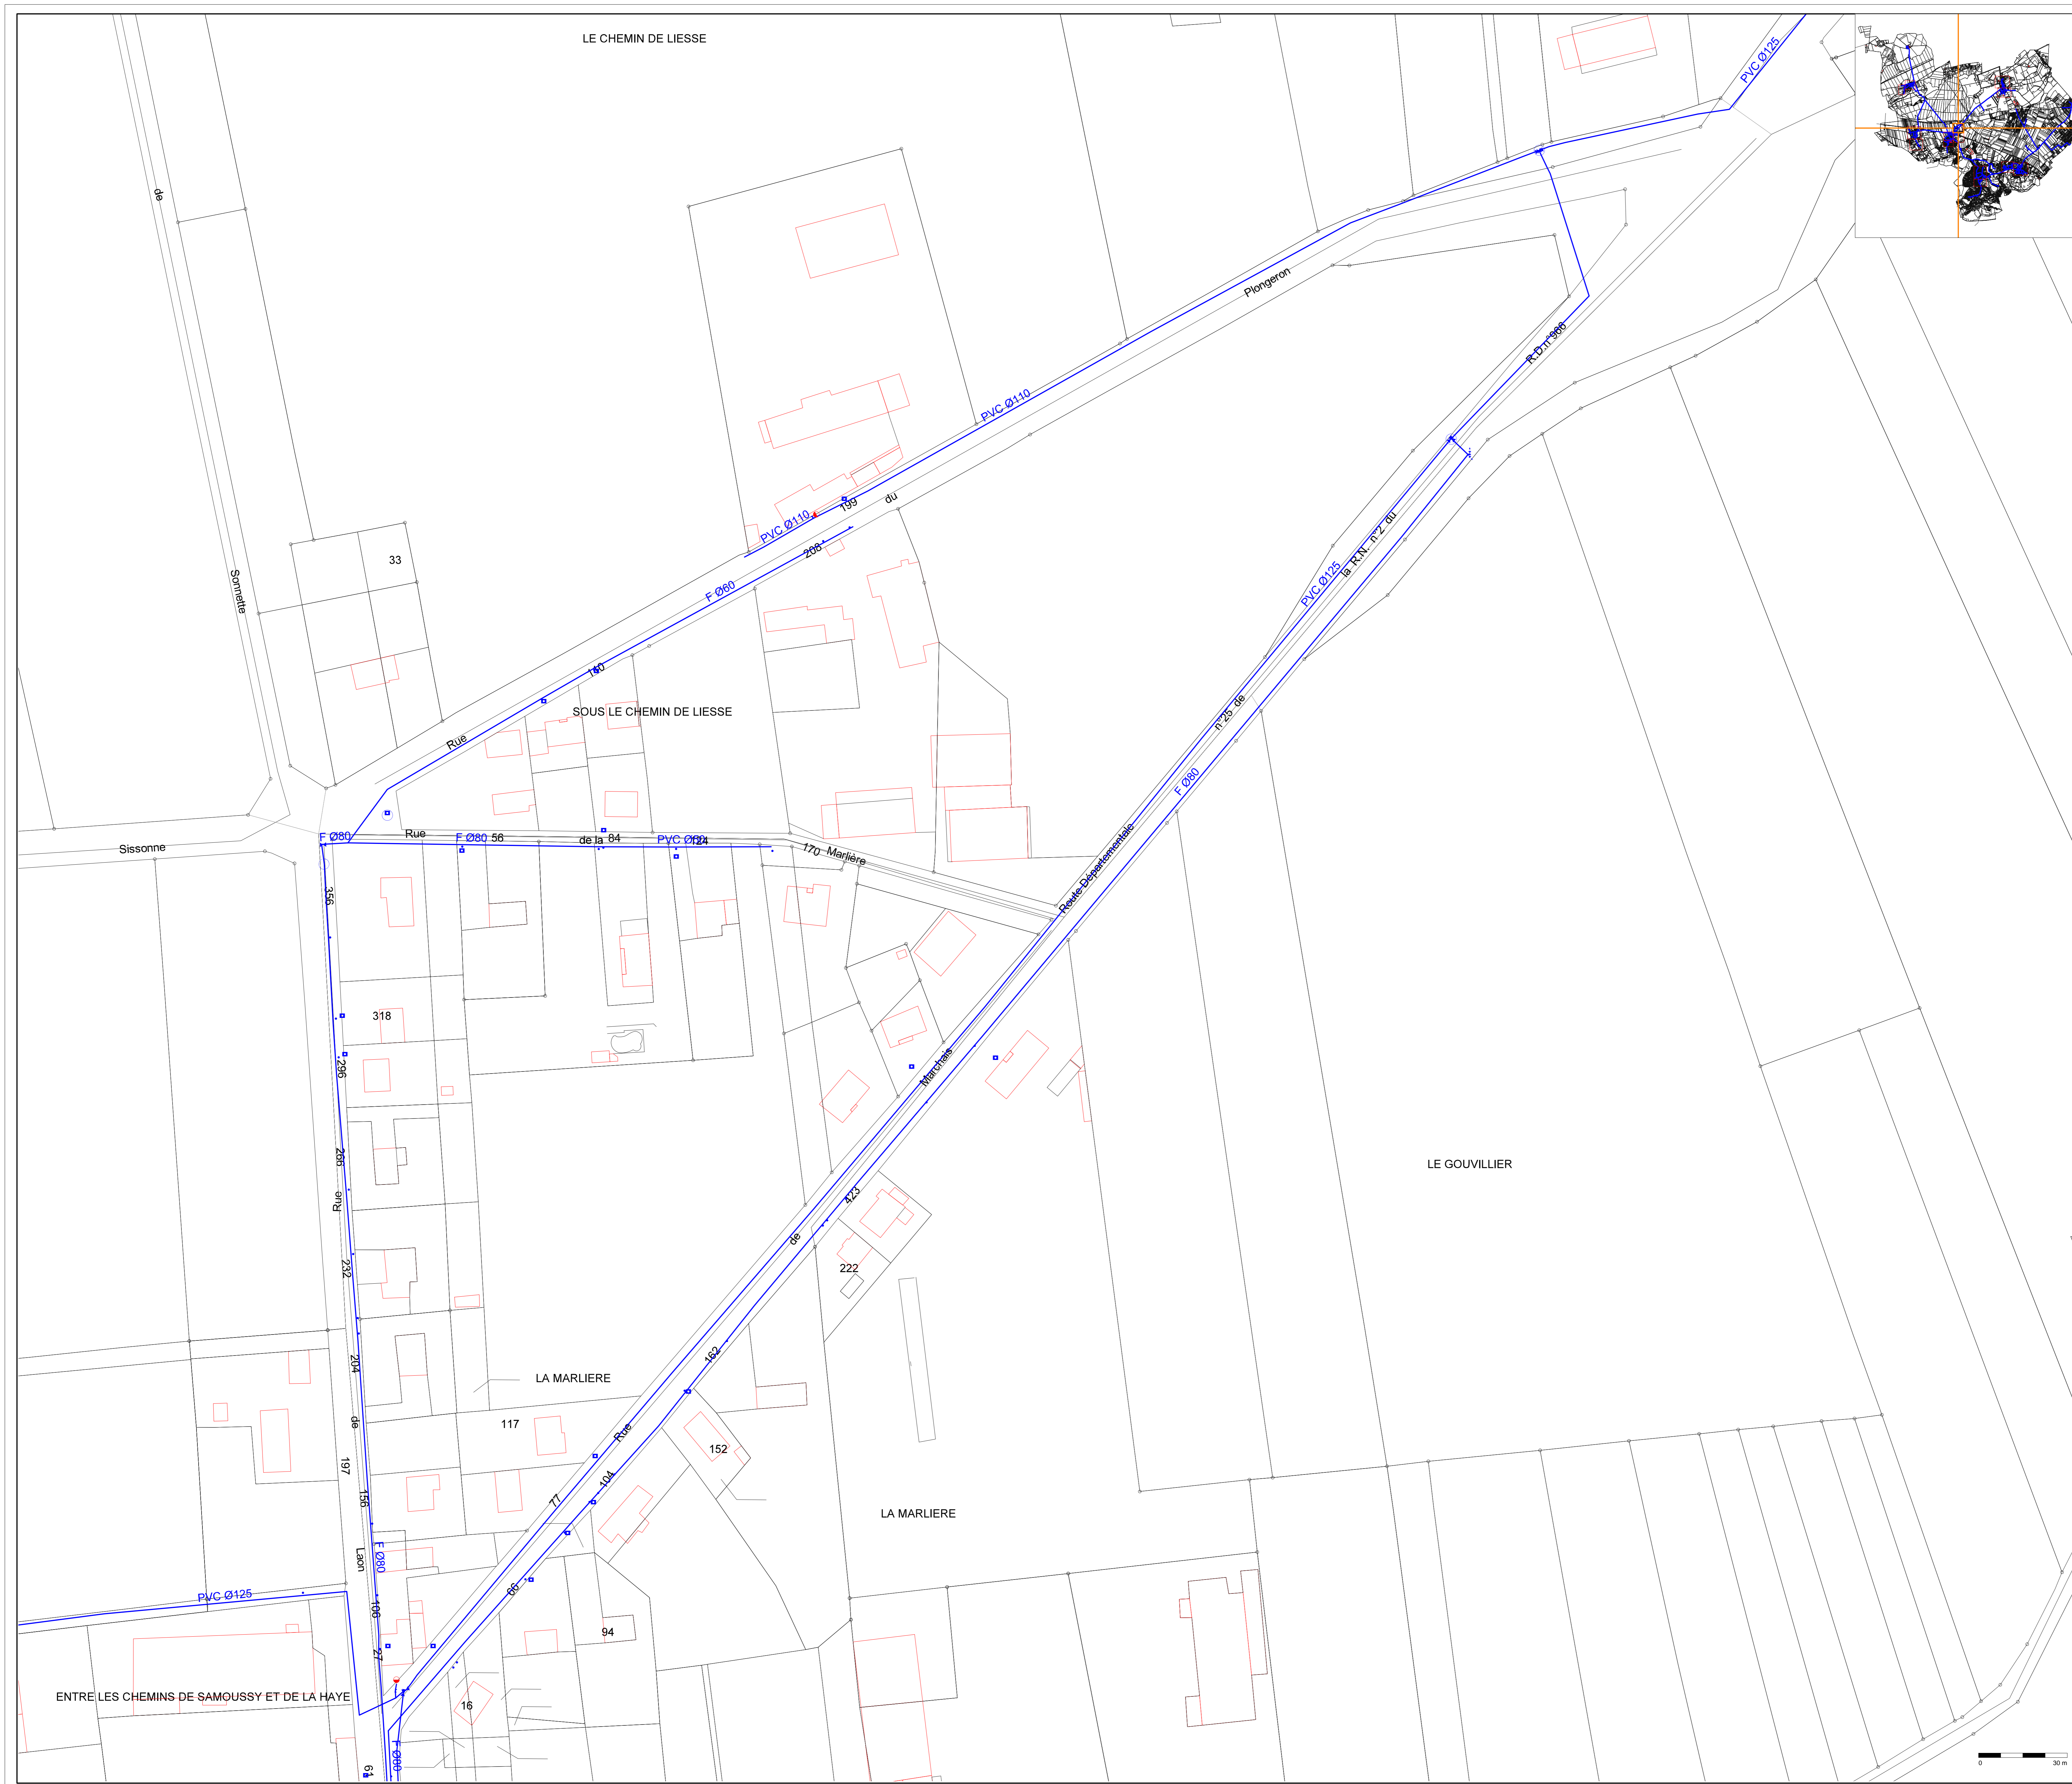 LE CHEMIN DE LIESSE
PVC Ø125
de
Plongeron
R.D.n°966
PVC Ø110
199
du
PVC Ø110
208
33
F Ø60
Sonnette
la R.N. n°2 du
PVC Ø125
140
n°25 de
SOUS LE CHEMIN DE LIESSE
Rue
F Ø80
F Ø80
Rue
F Ø80
56
de la
84
124
170
Marlière
Sissonne
Route Départementale
356
318
296
Marchais
266
Rue
423
LE GOUVILLIER
de
232
222
204
162
LA MARLIERE
de
117
Rue
152
197
104
156
77
LA MARLIERE
Laon
F Ø80
66
PVC Ø125
106
94
27
ENTRE LES CHEMINS DE SAMOUSSY ET DE LA HAYE
16
61
0
30 m